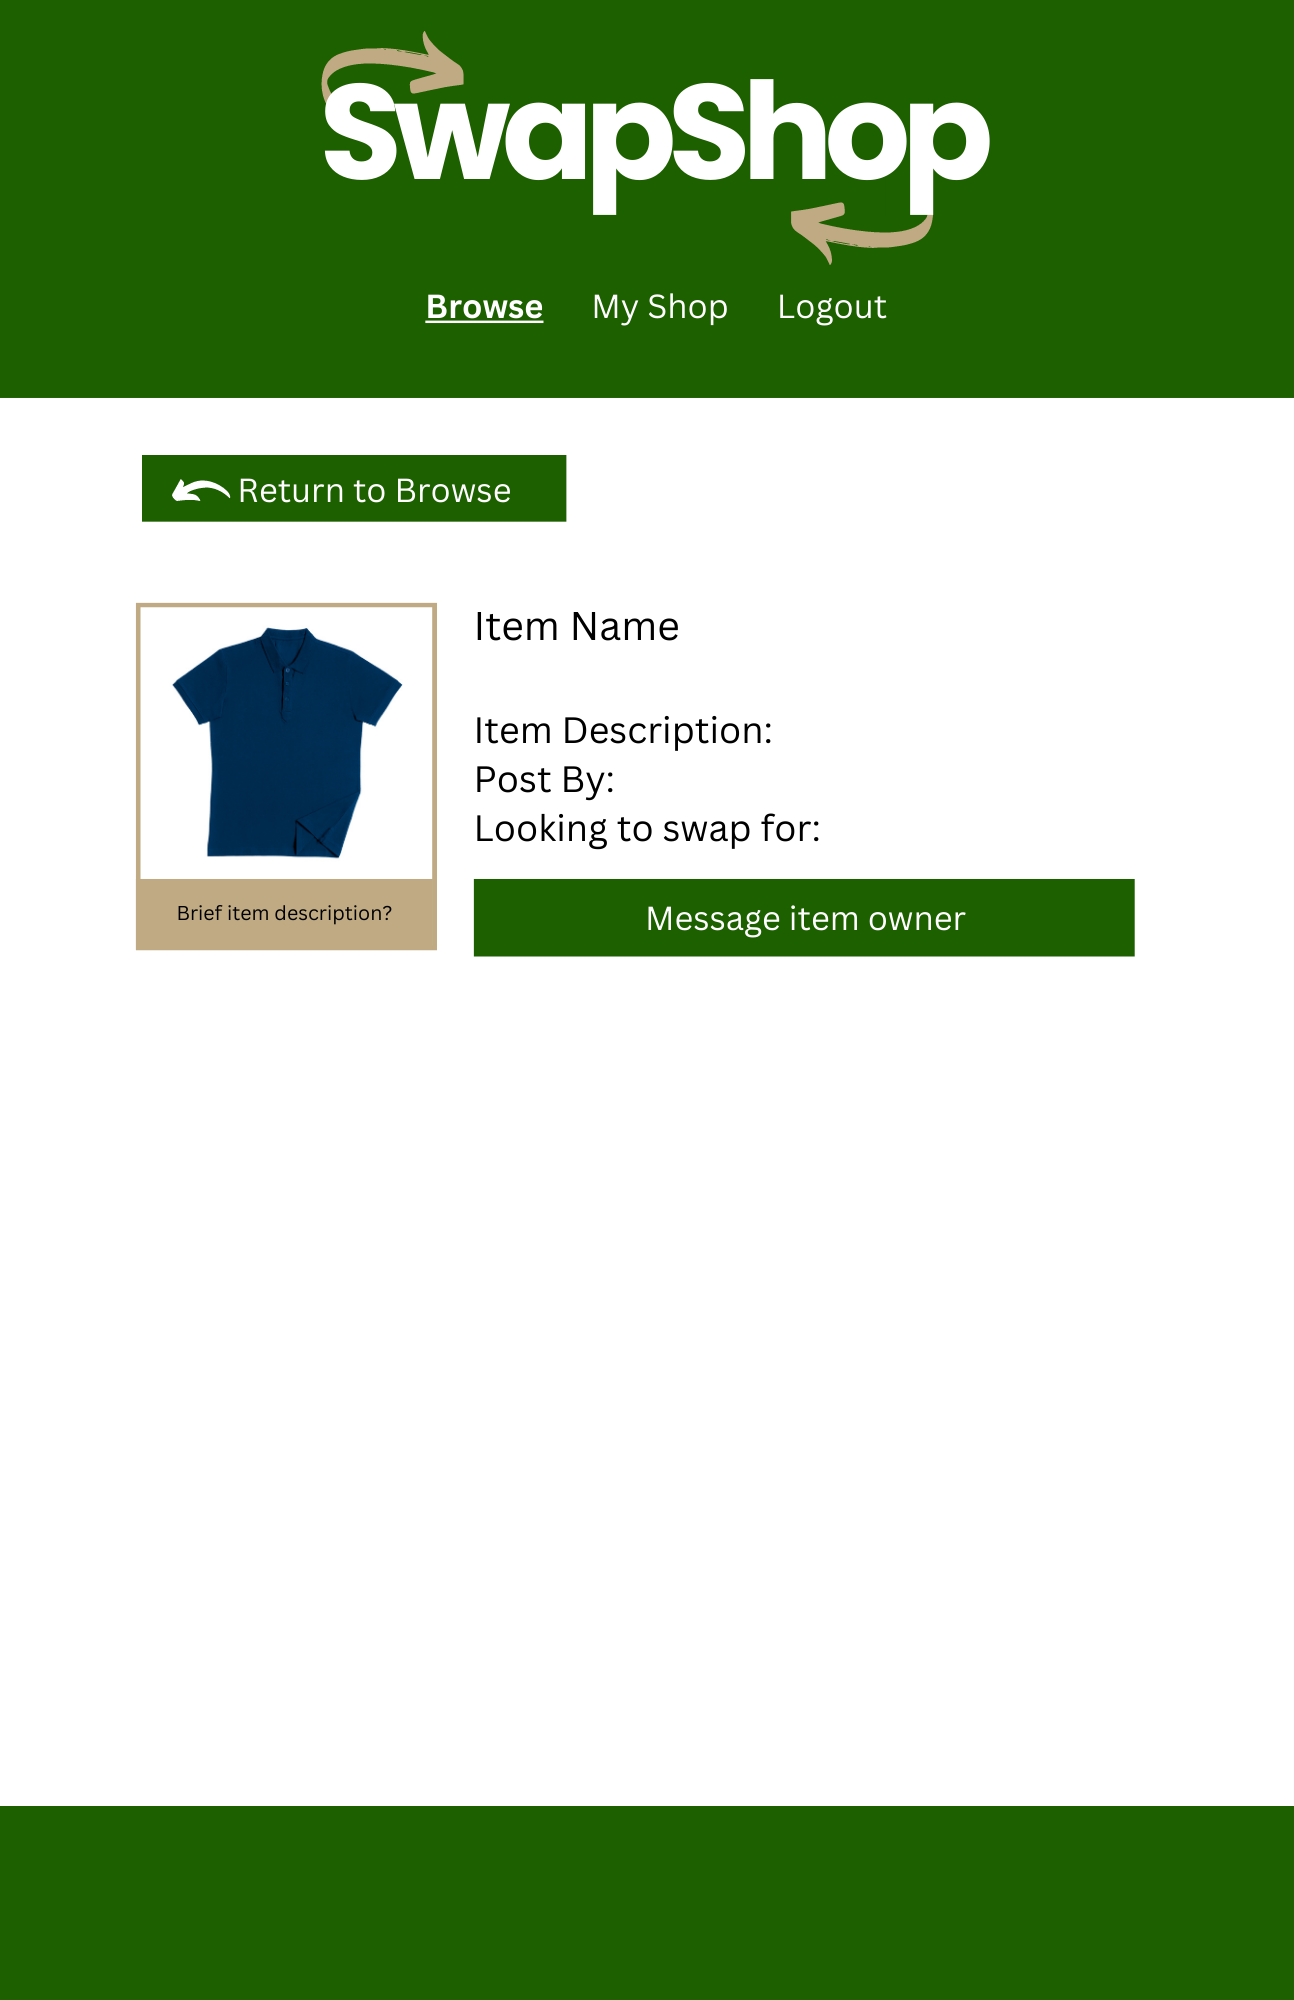 SwapShop
Browse My Shop Logout
Return to Browse
Item Name
Item Description:
Post By:
Looking to swap for:
Brief item description?
Message item owner